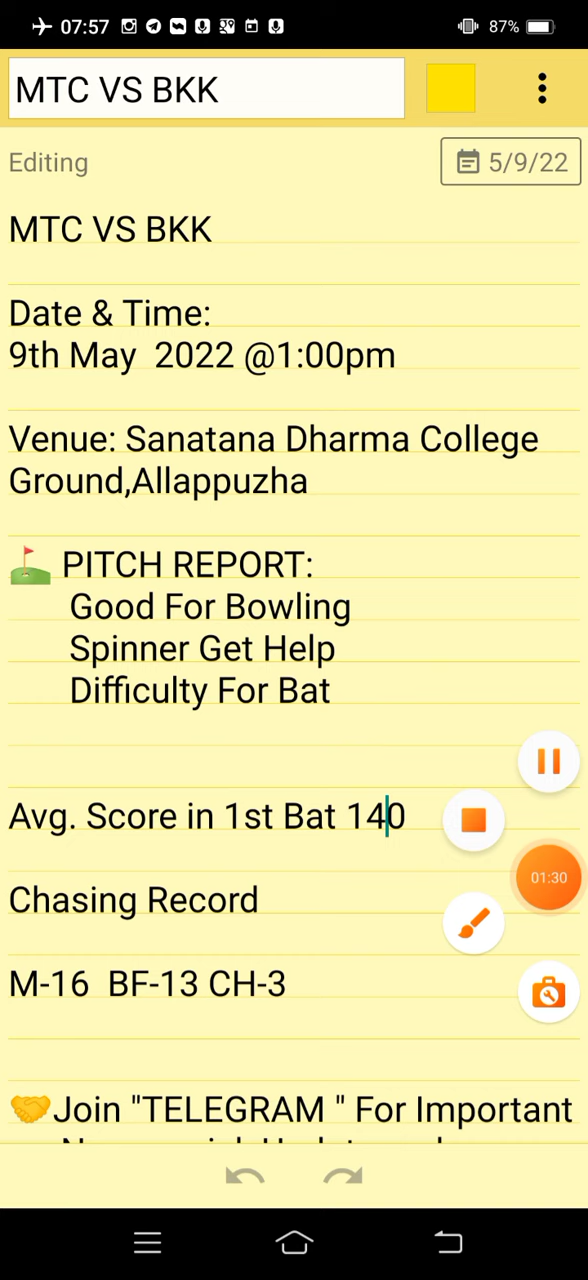 07:57
87%
MTC VS BKK
Editing
5/9/22
MTC VS BKK
Date & Time:
9th May  2022 @1:00pm
Venue: Sanatana Dharma College
Ground,Allappuzha
PITCH REPORT:
Good For Bowling
Spinner Get Help
Difficulty For Bat
Avg. Score in 1st Bat 140
01:30
Chasing Record
M-16  BF-13 CH-3
Join "TELEGRAM " For Important